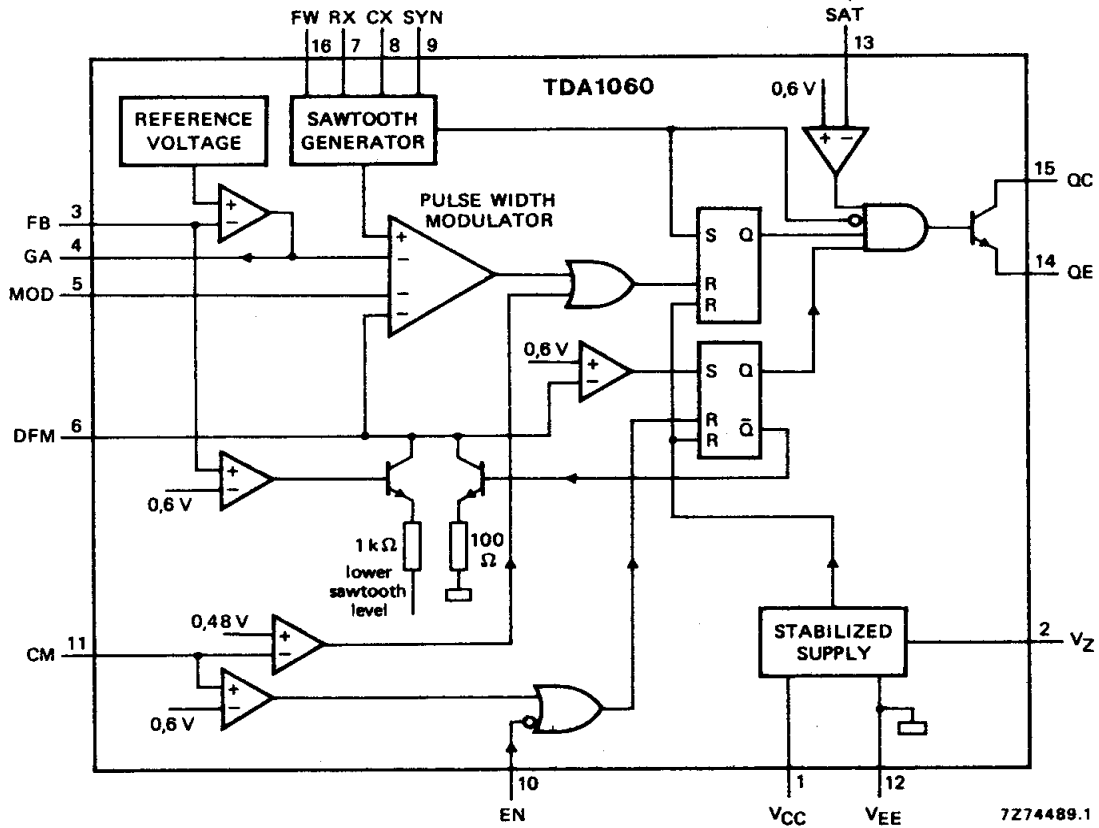 FW RX CX SYN
16 7 8 9
SAT
13
TDA1060
0,6 V
+ −
REFERENCE
VOLTAGE
SAWTOOTH
GENERATOR
PULSE WIDTH
MODULATOR
15 QC
14 QE
FB 3
GA 4
MOD 5
+
−
+
−
−
−
S Q
R
R
0,6 V
+
−
S Q
R Q̄
R
DFM 6
+
−
0,6 V
1 kΩ
100
Ω
lower
sawtooth
level
0,48 V
+
−
CM 11
+
−
0,6 V
STABILIZED
SUPPLY
2 VZ
10
EN
1
VCC
12
VEE
7Z74489.1